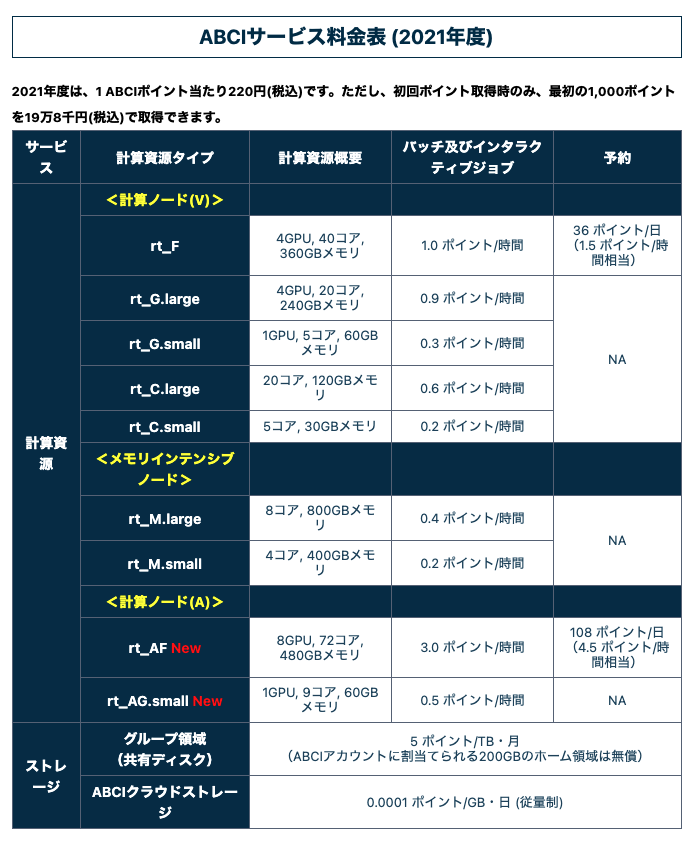 ABCIサービス料金表 (2021年度)
2021年度は、1 ABCIポイント当たり220円(税込)です。ただし、初回ポイント取得時のみ、最初の1,000ポイント
を19万8千円(税込)で取得できます。
サービ
ス
計算資源タイプ
計算資源概要
バッチ及びインタラク
ティブジョブ
予約
計算資
源
＜計算ノード(V)＞
rt_F
4GPU, 40コア,
360GBメモリ
1.0 ポイント/時間
36 ポイント/日
（1.5 ポイント/時
間相当）
rt_G.large
4GPU, 20コア,
240GBメモリ
0.9 ポイント/時間
NA
rt_G.small
1GPU, 5コア, 60GB
メモリ
0.3 ポイント/時間
rt_C.large
20コア, 120GBメモ
リ
0.6 ポイント/時間
rt_C.small
5コア, 30GBメモリ
0.2 ポイント/時間
＜メモリインテンシブ
ノード＞
rt_M.large
8コア, 800GBメモ
リ
0.4 ポイント/時間
NA
rt_M.small
4コア, 400GBメモ
リ
0.2 ポイント/時間
＜計算ノード(A)＞
rt_AF New
8GPU, 72コア,
480GBメモリ
3.0 ポイント/時間
108 ポイント/日
（4.5 ポイント/時
間相当）
rt_AG.small New
1GPU, 9コア, 60GB
メモリ
0.5 ポイント/時間
NA
ストレ
ージ
グループ領域
（共有ディスク）
5 ポイント/TB・月
（ABCIアカウントに割当てられる200GBのホーム領域は無償）
ABCIクラウドストレー
ジ
0.0001 ポイント/GB・日 (従量制)